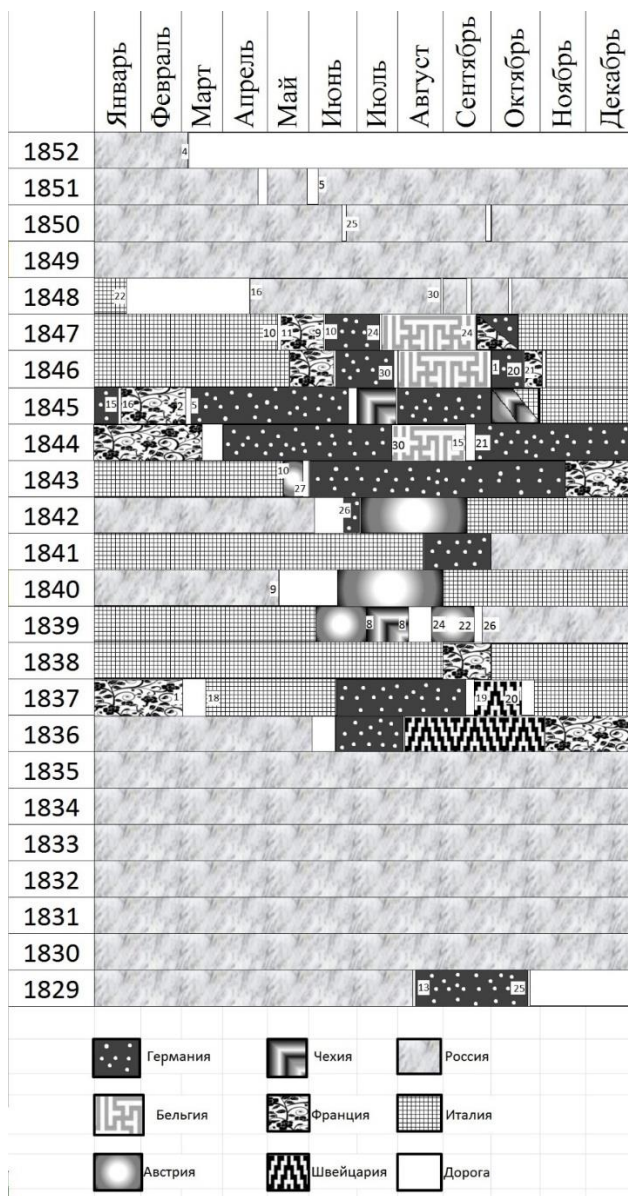 Январь Февраль Март Апрель Май Июнь Июль Август Сентябрь Октябрь Ноябрь Декабрь
1852 4
1851 5
1850 25
1849
1848 22 16 30
1847 10 11 9 10 24 24
1846 30 1 20 21
1845 15 16 2 5
1844 30 15 21
1843 10 27
1842 26
1841
1840 9
1839 8 8 24 22 26
1838
1837 1 18 19 20
1836
1835
1834
1833
1832
1831
1830
1829 13 25
Германия Чехия Россия
Бельгия Франция Италия
Австрия Швейцария Дорога